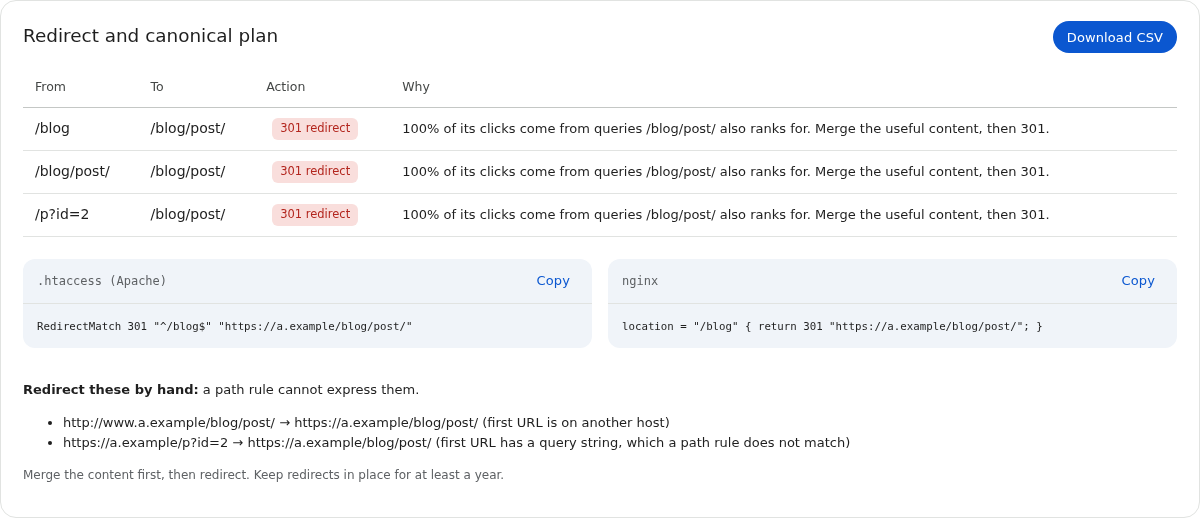 Redirect and canonical plan
Download CSV
From To Action Why
/blog /blog/post/ 301 redirect 100% of its clicks come from queries /blog/post/ also ranks for. Merge the useful content, then 301.
/blog/post/ /blog/post/ 301 redirect 100% of its clicks come from queries /blog/post/ also ranks for. Merge the useful content, then 301.
/p?id=2 /blog/post/ 301 redirect 100% of its clicks come from queries /blog/post/ also ranks for. Merge the useful content, then 301.
.htaccess (Apache) Copy
RedirectMatch 301 "^/blog$" "https://a.example/blog/post/"
nginx Copy
location = "/blog" { return 301 "https://a.example/blog/post/"; }
Redirect these by hand: a path rule cannot express them.
• http://www.a.example/blog/post/ → https://a.example/blog/post/ (first URL is on another host)
• https://a.example/p?id=2 → https://a.example/blog/post/ (first URL has a query string, which a path rule does not match)
Merge the content first, then redirect. Keep redirects in place for at least a year.